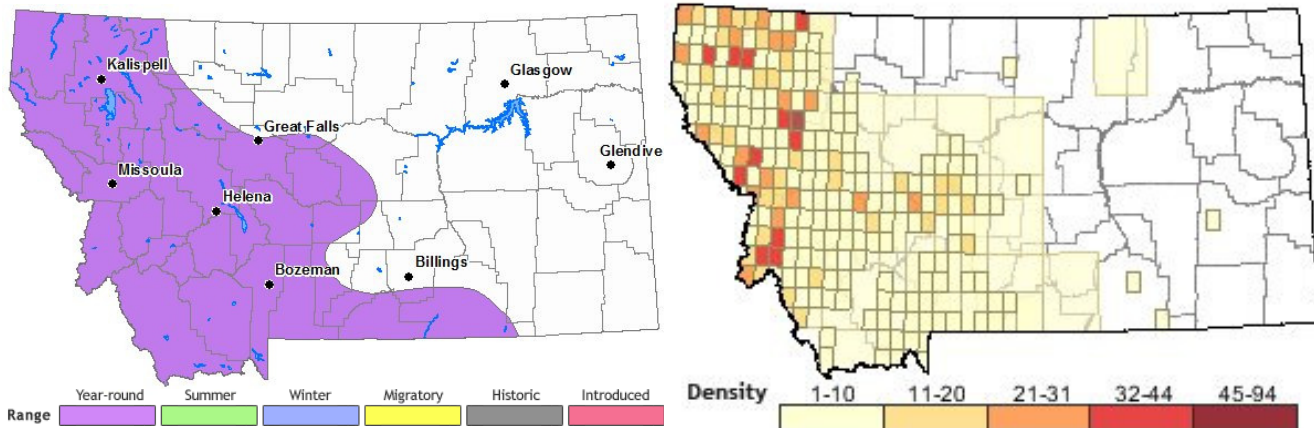 Kalispell
Glasgow
Great Falls
Glendive
Missoula
Helena
Bozeman
Billings
Range Year-round Summer Winter Migratory Historic Introduced
Density 1-10 11-20 21-31 32-44 45-94